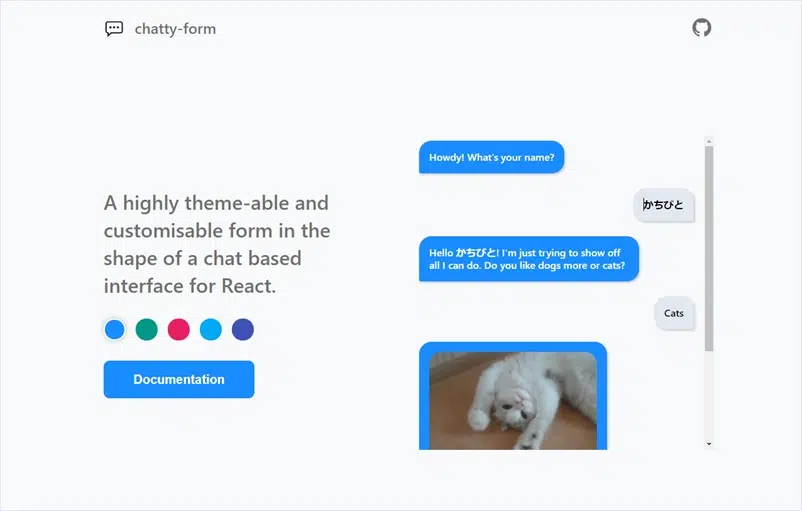 chatty-form
A highly theme-able and
customisable form in the
shape of a chat based
interface for React.
Documentation
Howdy! What's your name?
かちびと
Hello かちびと! I'm just trying to show off
all I can do. Do you like dogs more or cats?
Cats